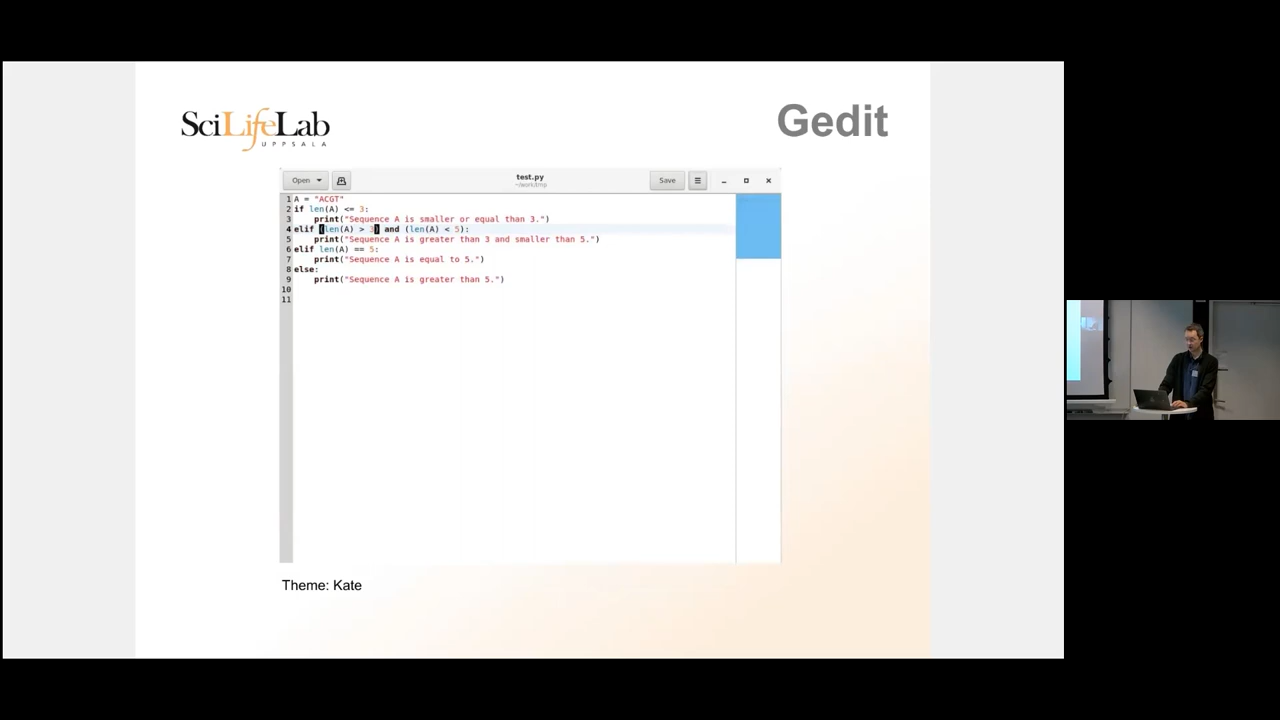 SciLifeLab
UPPSALA
Gedit
Open
test.py
~/work/tmp
Save
1 A = "ACGT"
2 if len(A) <= 3:
3     print("Sequence A is smaller or equal than 3.")
4 elif (len(A) > 3) and (len(A) < 5):
5     print("Sequence A is greater than 3 and smaller than 5.")
6 elif len(A) == 5:
7     print("Sequence A is equal to 5.")
8 else:
9     print("Sequence A is greater than 5.")
10
11
Theme: Kate